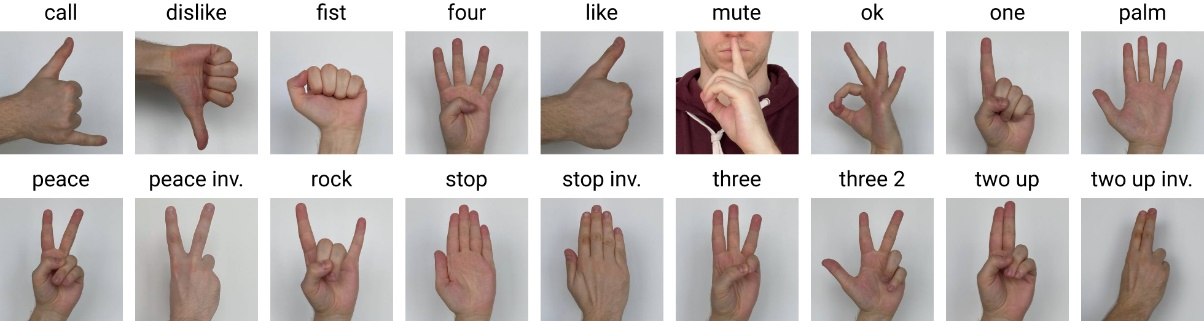 call dislike fist four like mute ok one palm
peace peace inv. rock stop stop inv. three three 2 two up two up inv.